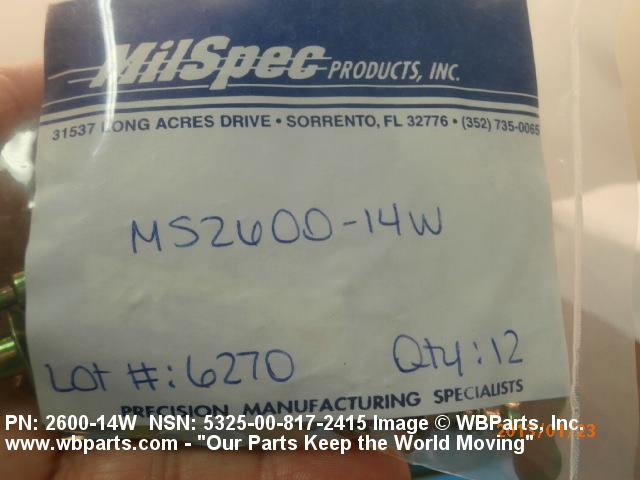 MilSpec PRODUCTS, INC.
31537 LONG ACRES DRIVE • SORRENTO, FL 32776 • (352) 735-0065
MS2600-14W
Lot #: 6270 Qty: 12
PRECISION MANUFACTURING SPECIALISTS
PN: 2600-14W NSN: 5325-00-817-2415 Image © WBParts, Inc.
www.wbparts.com - "Our Parts Keep the World Moving"